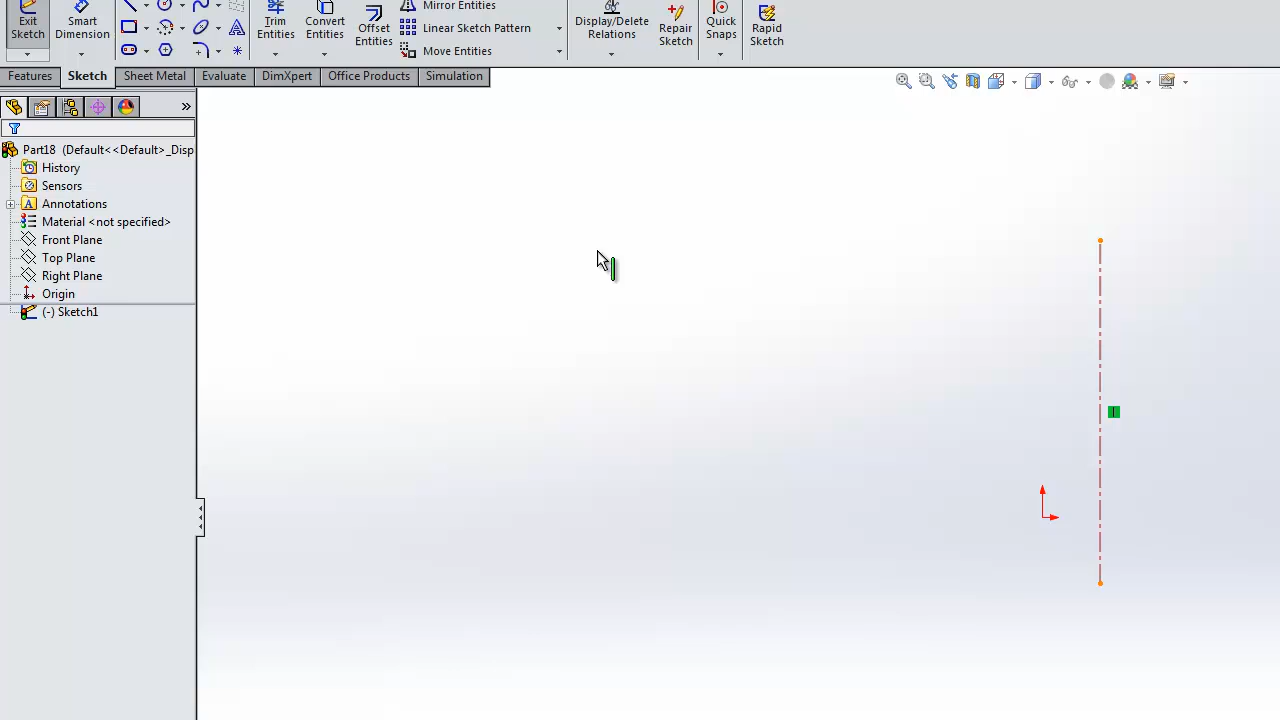 Mirror Entities
Exit Sketch
Smart Dimension
Trim Entities
Convert Entities
Offset Entities
Linear Sketch Pattern
Move Entities
Display/Delete Relations
Repair Sketch
Quick Snaps
Rapid Sketch
Features
Sketch
Sheet Metal
Evaluate
DimXpert
Office Products
Simulation
Part18 (Default<<Default>_Disp
History
Sensors
Annotations
Material <not specified>
Front Plane
Top Plane
Right Plane
Origin
(-) Sketch1